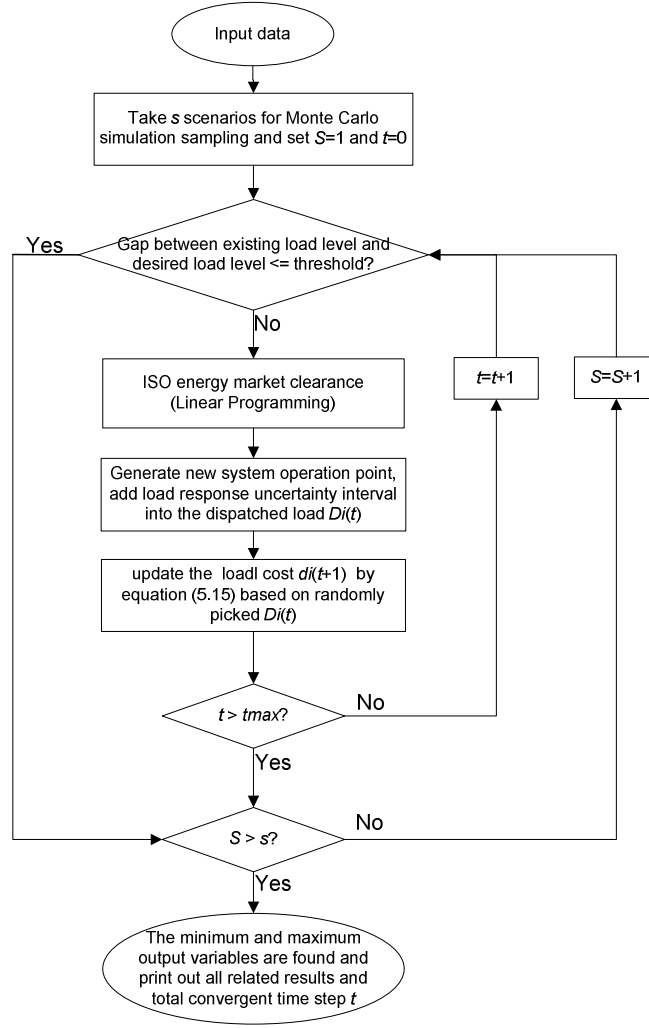 Input data
Take s scenarios for Monte Carlo
simulation sampling and set S=1 and t=0
Yes
Gap between existing load level and
desired load level <= threshold?
No
ISO energy market clearance
(Linear Programming)
t=t+1
S=S+1
Generate new system operation point,
add load response uncertainty interval
into the dispatched load Di(t)
update the loadl cost di(t+1) by
equation (5.15) based on randomly
picked Di(t)
t > tmax?
No
Yes
S > s?
No
Yes
The minimum and maximum
output variables are found and
print out all related results and
total convergent time step t